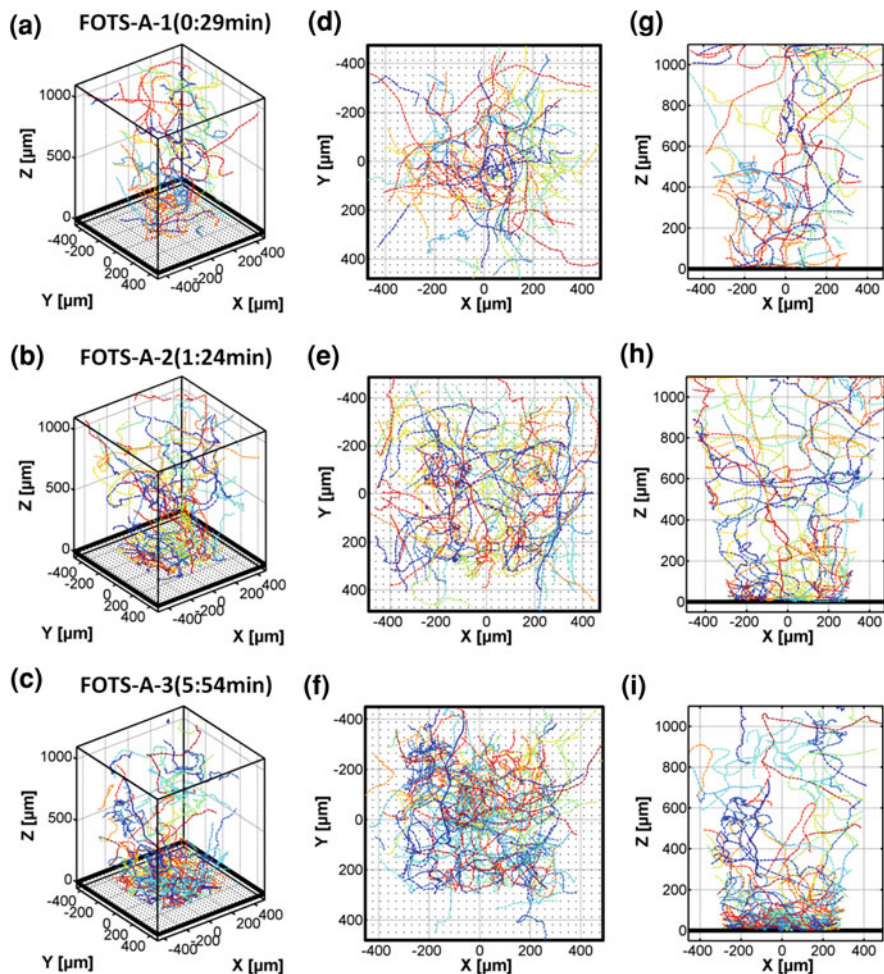 (a) FOTS-A-1(0:29min)
1000
500
0
-400
-200
0
200
400
-400
-200
0
200
400
Z [µm]
Y [µm]
X [µm]
(d)
-400
-200
0
200
400
-400 -200 0 200 400
Y [µm]
X [µm]
(g)
1000
800
600
400
200
0
-400 -200 0 200 400
Z [µm]
X [µm]
(b) FOTS-A-2(1:24min)
1000
500
0
-400
-200
0
200
400
-400
-200
0
200
400
Z [µm]
Y [µm]
X [µm]
(e)
-400
-200
0
200
400
-400 -200 0 200 400
Y [µm]
X [µm]
(h)
1000
800
600
400
200
0
-400 -200 0 200 400
Z [µm]
X [µm]
(c) FOTS-A-3(5:54min)
1000
500
0
-400
-200
0
200
400
-400
-200
0
200
400
Z [µm]
Y [µm]
X [µm]
(f)
-400
-200
0
200
400
-400 -200 0 200 400
Y [µm]
X [µm]
(i)
1000
800
600
400
200
0
-400 -200 0 200 400
Z [µm]
X [µm]